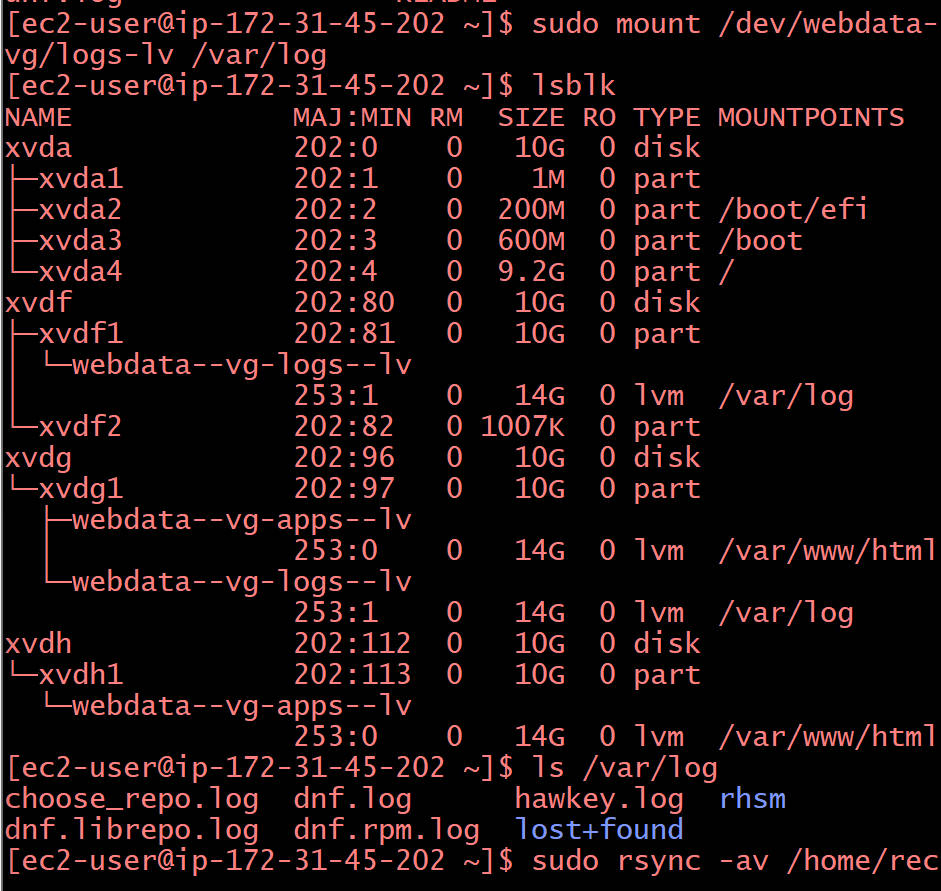 [ec2-user@ip-172-31-45-202 ~]$ sudo mount /dev/webdata-
vg/logs-lv /var/log
[ec2-user@ip-172-31-45-202 ~]$ lsblk
NAME                 MAJ:MIN RM  SIZE RO TYPE MOUNTPOINTS
xvda                 202:0    0   10G  0 disk
├─xvda1              202:1    0    1M  0 part
├─xvda2              202:2    0  200M  0 part /boot/efi
├─xvda3              202:3    0  600M  0 part /boot
└─xvda4              202:4    0  9.2G  0 part /
xvdf                 202:80   0   10G  0 disk
├─xvdf1              202:81   0   10G  0 part
│ └─webdata--vg-logs--lv
│                    253:1    0   14G  0 lvm  /var/log
└─xvdf2              202:82   0 1007K  0 part
xvdg                 202:96   0   10G  0 disk
└─xvdg1              202:97   0   10G  0 part
  ├─webdata--vg-apps--lv
  │                  253:0    0   14G  0 lvm  /var/www/html
  └─webdata--vg-logs--lv
                     253:1    0   14G  0 lvm  /var/log
xvdh                 202:112  0   10G  0 disk
└─xvdh1              202:113  0   10G  0 part
  └─webdata--vg-apps--lv
                     253:0    0   14G  0 lvm  /var/www/html
[ec2-user@ip-172-31-45-202 ~]$ ls /var/log
choose_repo.log  dnf.log      hawkey.log  rhsm
dnf.librepo.log  dnf.rpm.log  lost+found
[ec2-user@ip-172-31-45-202 ~]$ sudo rsync -av /home/rec